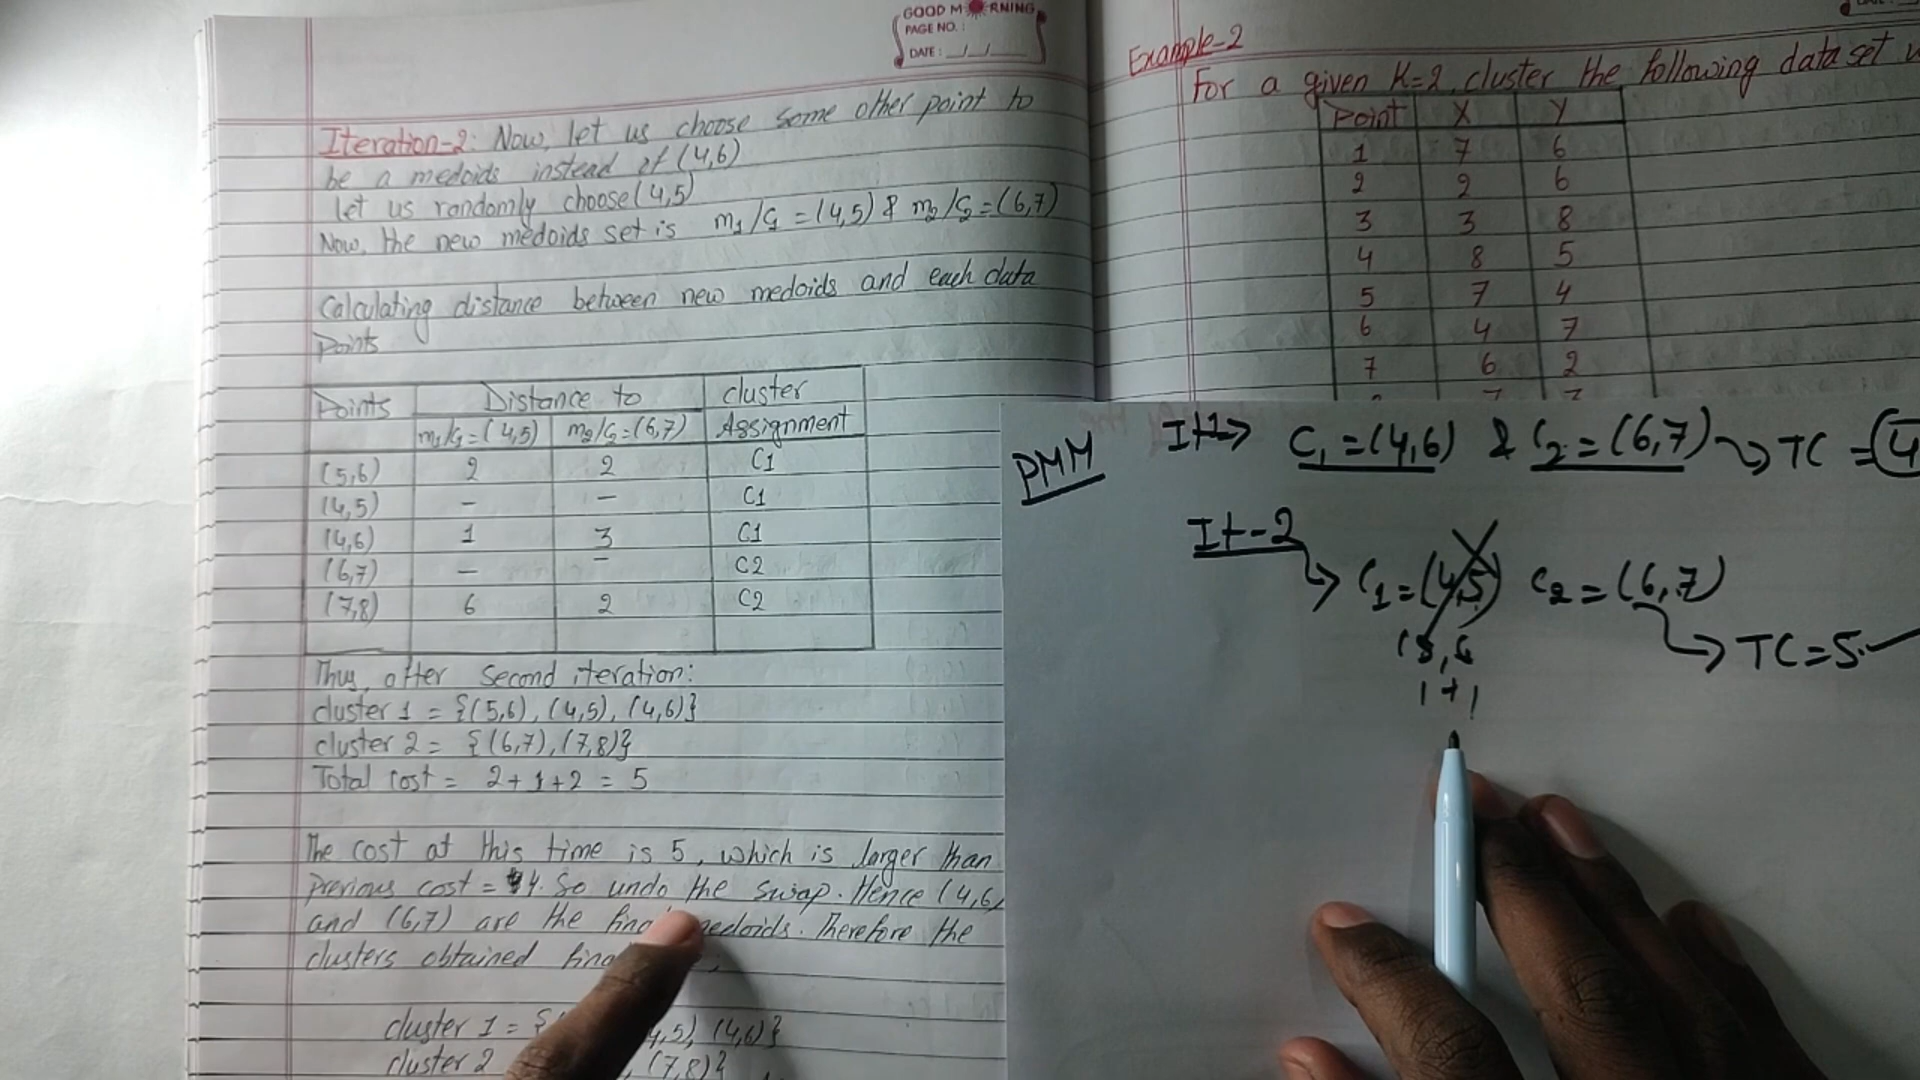 GOOD M RNING
PAGE NO. :
DATE : / /
Iteration-2: Now, let us choose some other point to
be a medoids instead of (4,6)
let us randomly choose (4,5)
Now, the new medoids set is m1/c1 = (4,5) & m2/c2 = (6,7)
Calculating distance between new medoids and each data
Points
Points Distance to cluster
m1/c1=(4,5) m2/c2=(6,7) Assignment
(5,6) 2 2 C1
(4,5) - - C1
(4,6) 1 3 C1
(6,7) - - C2
(7,8) 6 2 C2
Thus, after second iteration:
cluster 1 = {(5,6), (4,5), (4,6)}
cluster 2 = {(6,7), (7,8)}
Total cost = 2+1+2 = 5
The cost at this time is 5, which is larger than
previous cost = 4. So undo the swap. Hence (4,6)
and (6,7) are the medoids. Therefore the
clusters obtained
cluster 1 = { 4,5), (4,6)}
cluster 2 , (7,8)}
Example-2
For a given K=2, cluster the following data set
Point X Y
1 7 6
2 2 6
3 3 8
4 8 5
5 7 4
6 4 7
7 6 2
PMM
It-1 → C1 = (4,6) & C2 = (6,7) → TC = 4
It-2
→ C1 = (4,5) C2 = (6,7)
(5,6
→ TC = 5
1+1